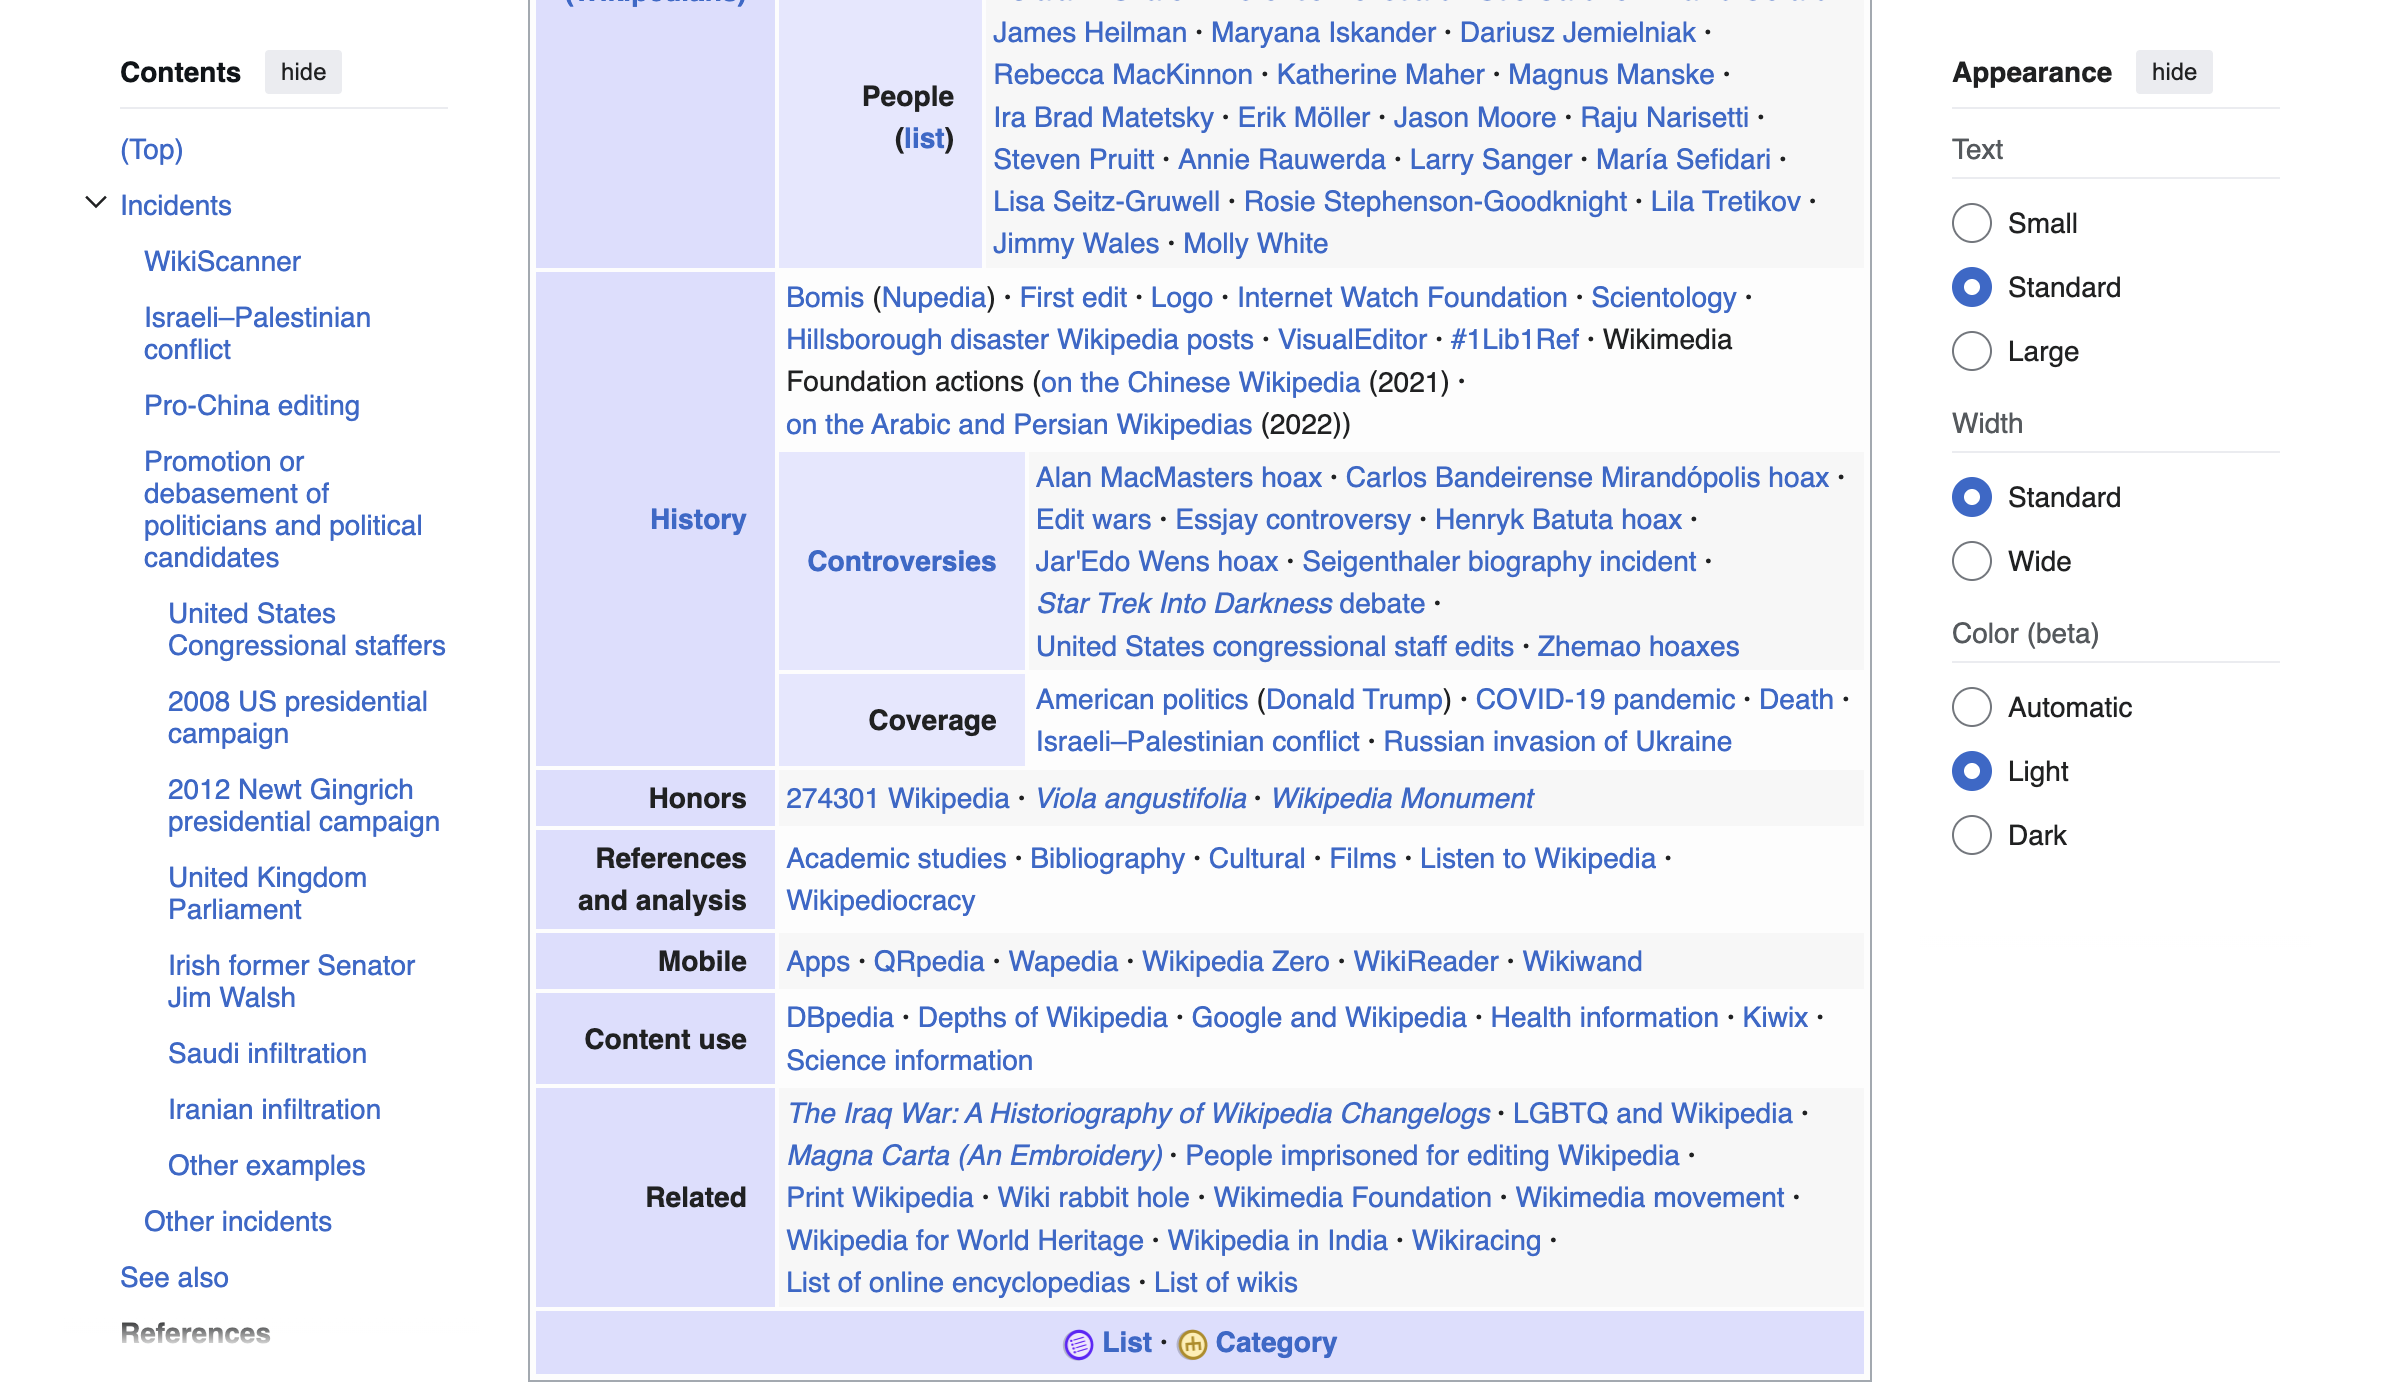 Contents hide
(Top)
Incidents
WikiScanner
Israeli–Palestinian
conflict
Pro-China editing
Promotion or
debasement of
politicians and political
candidates
United States
Congressional staffers
2008 US presidential
campaign
2012 Newt Gingrich
presidential campaign
United Kingdom
Parliament
Irish former Senator
Jim Walsh
Saudi infiltration
Iranian infiltration
Other examples
Other incidents
See also
References
People
(list)
James Heilman · Maryana Iskander · Dariusz Jemielniak ·
Rebecca MacKinnon · Katherine Maher · Magnus Manske ·
Ira Brad Matetsky · Erik Möller · Jason Moore · Raju Narisetti ·
Steven Pruitt · Annie Rauwerda · Larry Sanger · María Sefidari ·
Lisa Seitz-Gruwell · Rosie Stephenson-Goodknight · Lila Tretikov ·
Jimmy Wales · Molly White
History
Bomis (Nupedia) · First edit · Logo · Internet Watch Foundation · Scientology ·
Hillsborough disaster Wikipedia posts · VisualEditor · #1Lib1Ref · Wikimedia
Foundation actions (on the Chinese Wikipedia (2021) ·
on the Arabic and Persian Wikipedias (2022))
Controversies
Alan MacMasters hoax · Carlos Bandeirense Mirandópolis hoax ·
Edit wars · Essjay controversy · Henryk Batuta hoax ·
Jar'Edo Wens hoax · Seigenthaler biography incident ·
Star Trek Into Darkness debate ·
United States congressional staff edits · Zhemao hoaxes
Coverage
American politics (Donald Trump) · COVID-19 pandemic · Death ·
Israeli–Palestinian conflict · Russian invasion of Ukraine
Honors
274301 Wikipedia · Viola angustifolia · Wikipedia Monument
References
and analysis
Academic studies · Bibliography · Cultural · Films · Listen to Wikipedia ·
Wikipediocracy
Mobile
Apps · QRpedia · Wapedia · Wikipedia Zero · WikiReader · Wikiwand
Content use
DBpedia · Depths of Wikipedia · Google and Wikipedia · Health information · Kiwix ·
Science information
Related
The Iraq War: A Historiography of Wikipedia Changelogs · LGBTQ and Wikipedia ·
Magna Carta (An Embroidery) · People imprisoned for editing Wikipedia ·
Print Wikipedia · Wiki rabbit hole · Wikimedia Foundation · Wikimedia movement ·
Wikipedia for World Heritage · Wikipedia in India · Wikiracing ·
List of online encyclopedias · List of wikis
List · Category
Appearance hide
Text
Small
Standard
Large
Width
Standard
Wide
Color (beta)
Automatic
Light
Dark